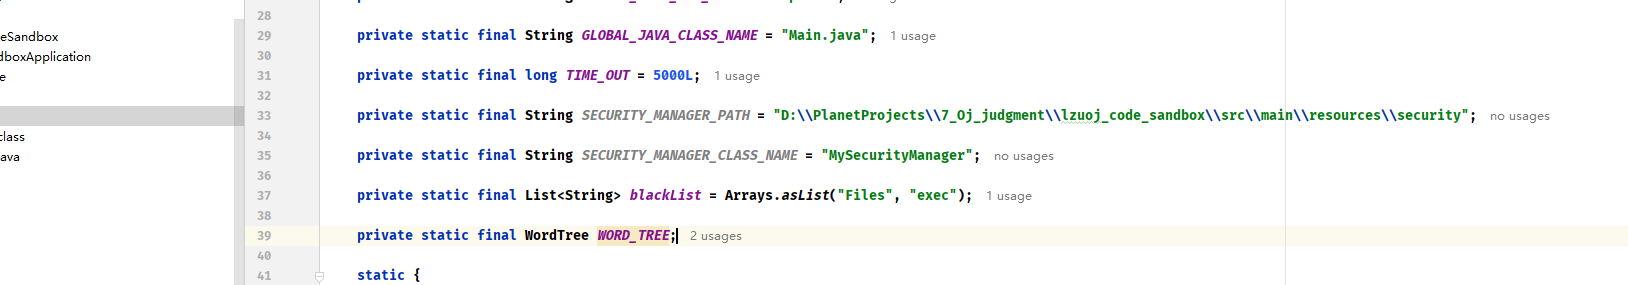 28
eSandbox
29 private static final String GLOBAL_JAVA_CLASS_NAME = "Main.java"; 1 usage
dboxApplication
30
e
31 private static final long TIME_OUT = 5000L; 1 usage
32
33 private static final String SECURITY_MANAGER_PATH = "D:\\PlanetProjects\\7_Oj_judgment\\lzuoj_code_sandbox\\src\\main\\resources\\security"; no usages
class
34
ava
35 private static final String SECURITY_MANAGER_CLASS_NAME = "MySecurityManager"; no usages
36
37 private static final List<String> blackList = Arrays.asList("Files", "exec"); 1 usage
38
39 private static final WordTree WORD_TREE; 2 usages
40
41 static {